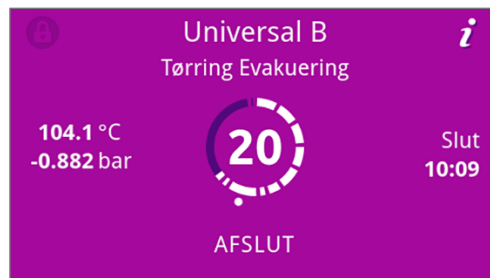 Universal B
i
Tørring Evakuering
104.1 °C
-0.882 bar
20
Slut
10:09
AFSLUT